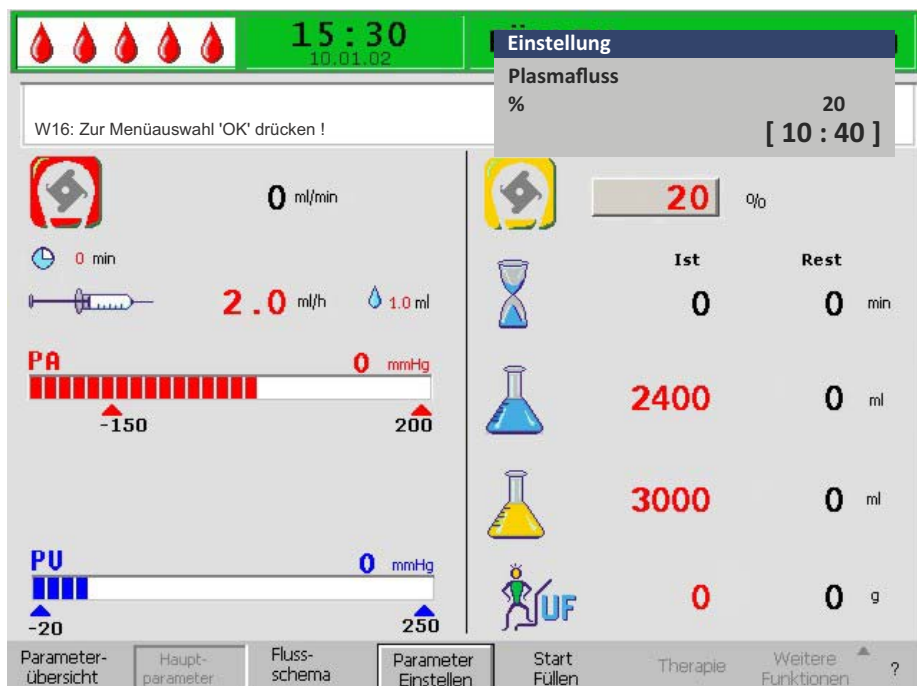 15:30
10.01.02
Einstellung
Plasmafluss
% 20
[ 10 : 40 ]
W16: Zur Menüauswahl 'OK' drücken !
0 ml/min
20 %
0 min
Ist Rest
2.0 ml/h 1.0 ml
0 0 min
PA 0 mmHg
-150 200
2400 0 ml
3000 0 ml
PV 0 mmHg
-20 250
UF 0 0 g
Parameter-
übersicht
Haupt-
parameter
Fluss-
schema
Parameter
Einstellen
Start
Füllen
Therapie
Weitere
Funktionen
?